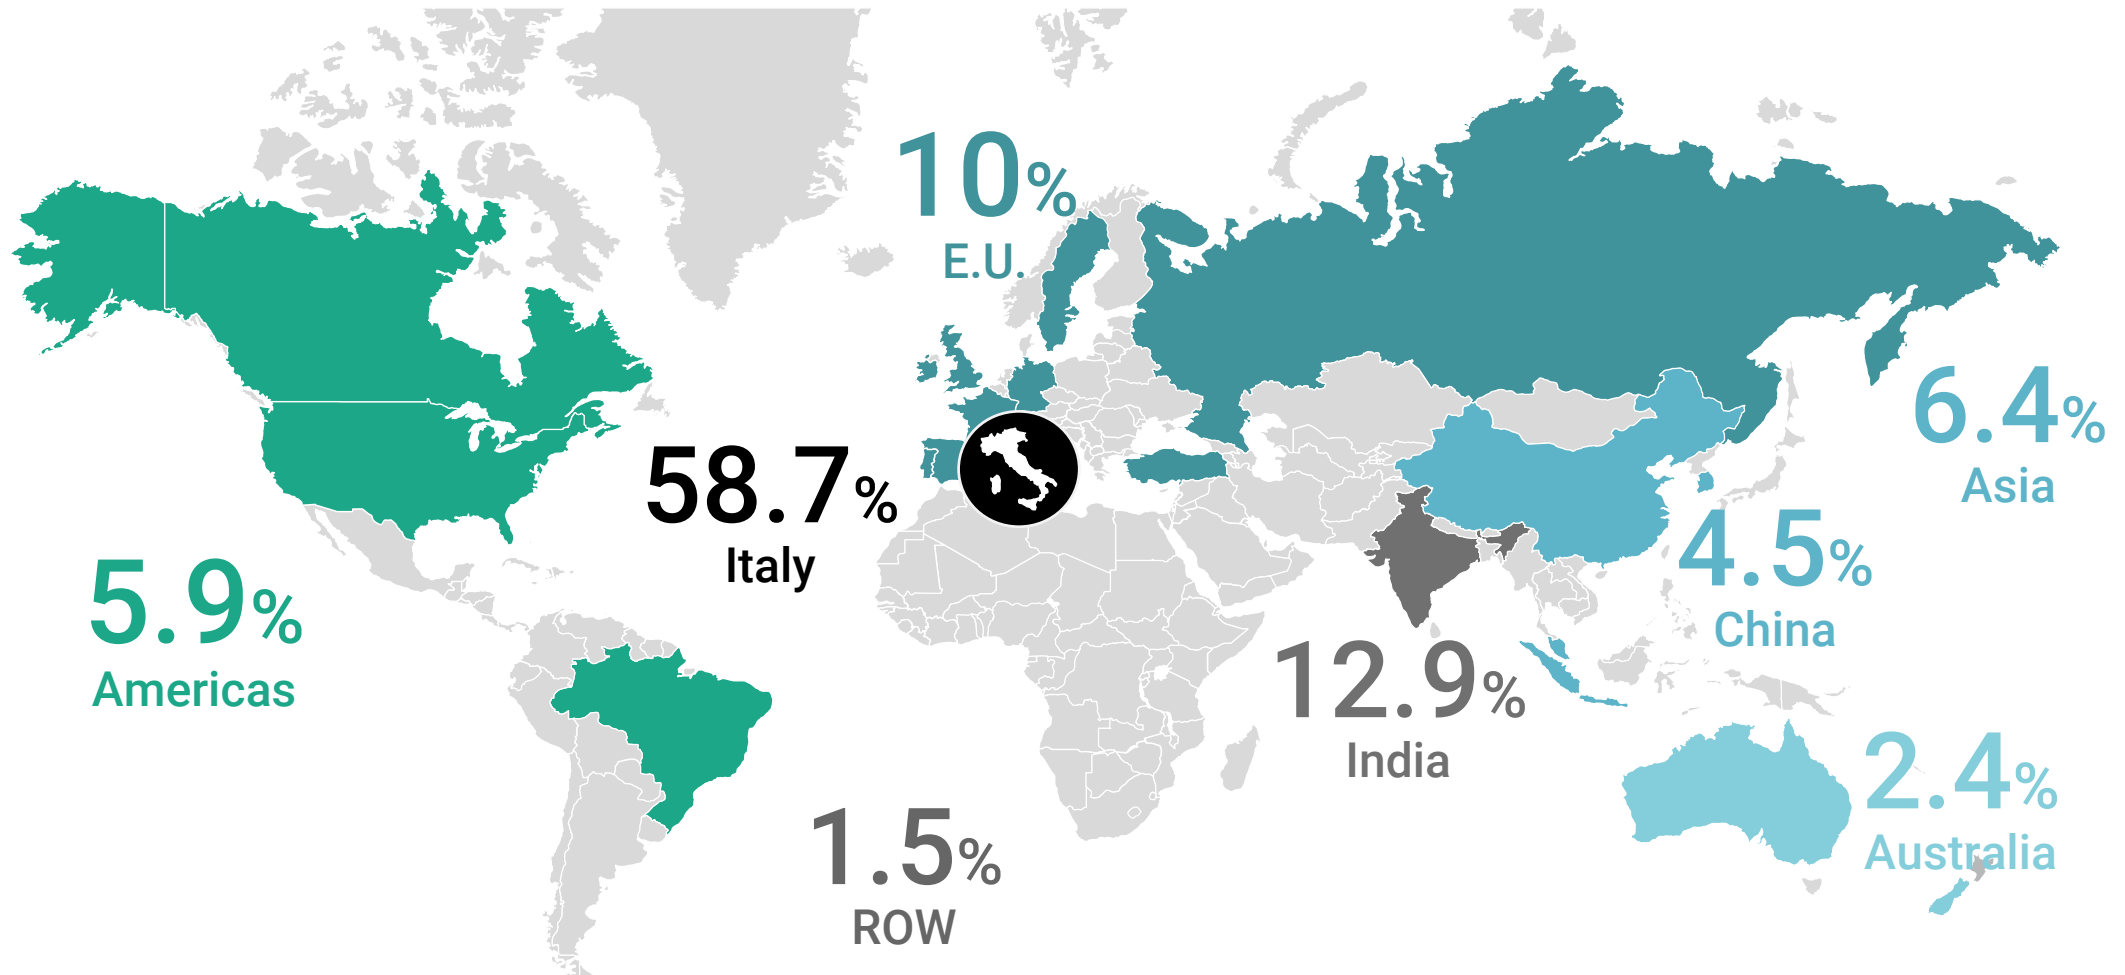 10%
E.U.
6.4%
Asia
58.7%
Italy
4.5%
China
5.9%
Americas
12.9%
India
2.4%
Australia
1.5%
ROW